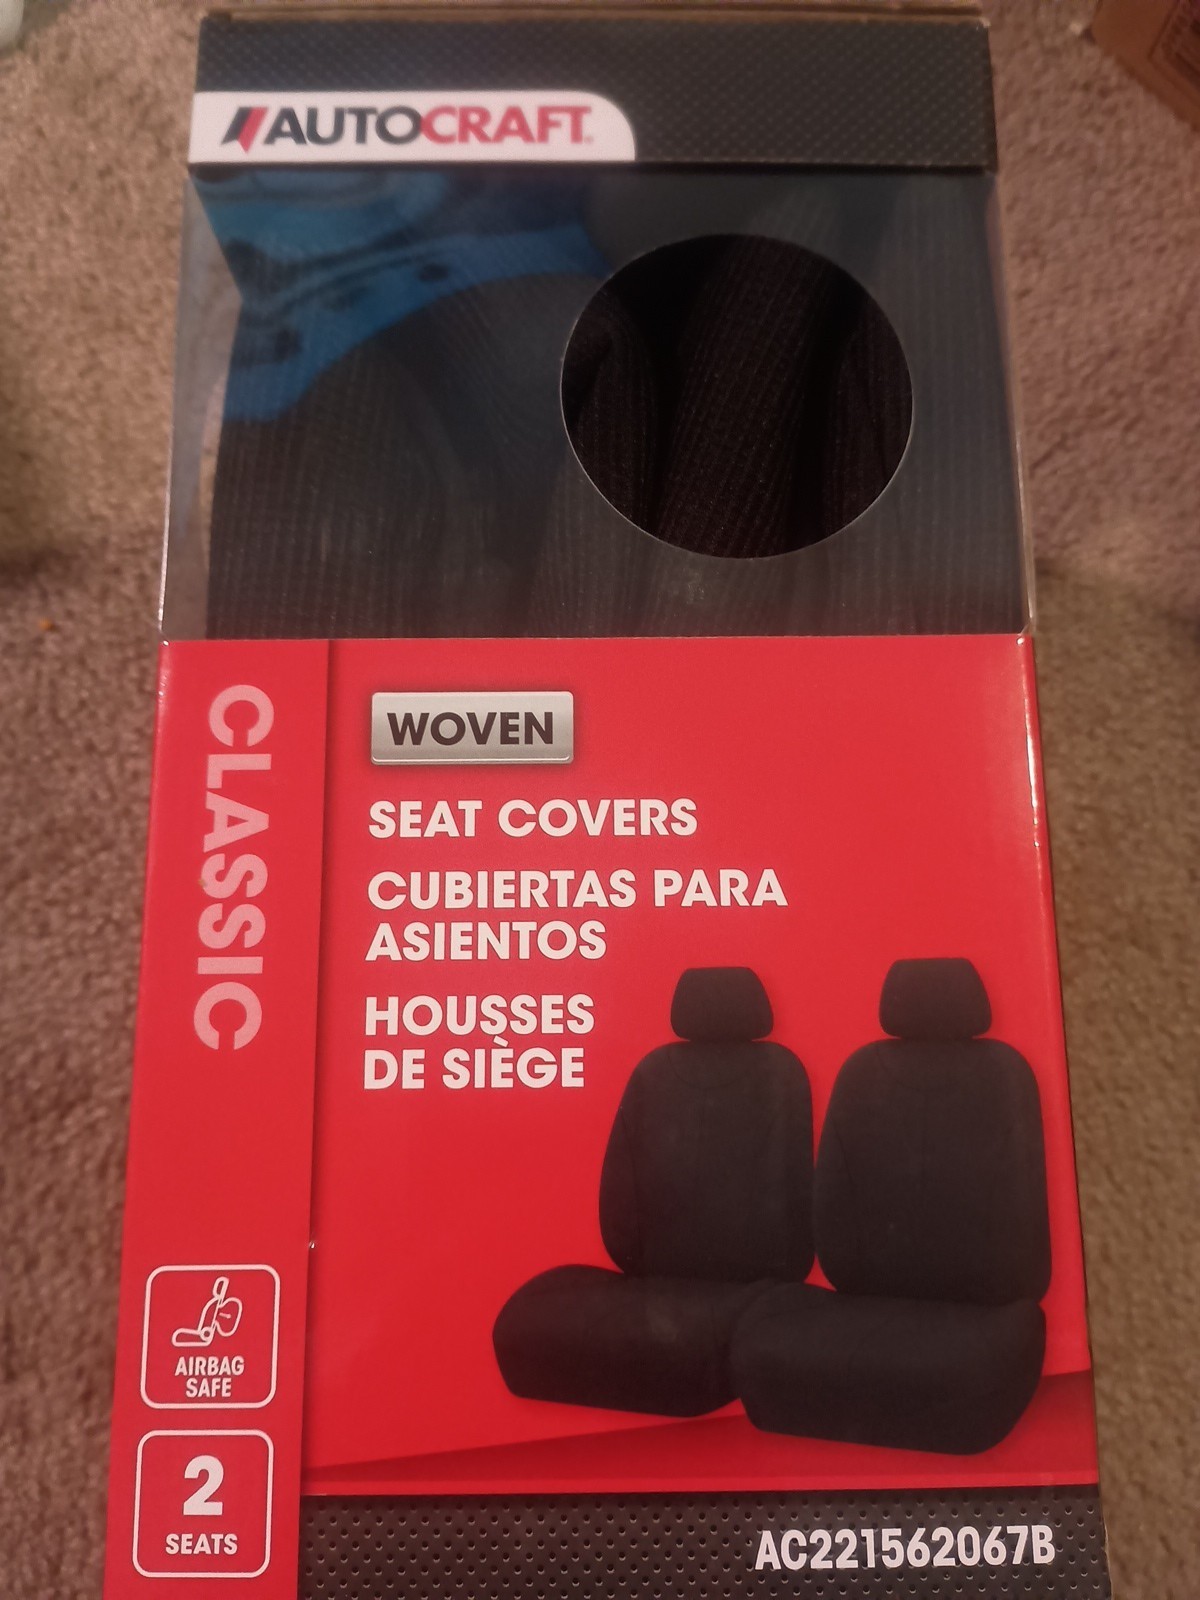 AUTOCRAFT
CLASSIC
WOVEN
SEAT COVERS
CUBIERTAS PARA
ASIENTOS
HOUSSES
DE SIÈGE
AIRBAG
SAFE
2
SEATS
AC221562067B